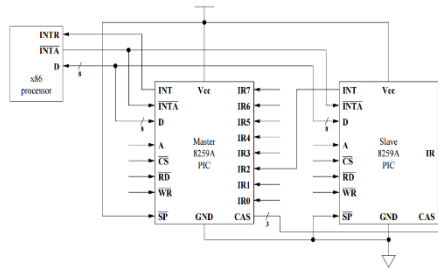 INTR
INTA
D
8
x86
processor
INT
Vcc
INTA
D
8
A
CS
RD
WR
SP
Master
8259A
PIC
GND
CAS
3
IR7
IR6
IR5
IR4
IR3
IR2
IR1
IR0
INT
Vcc
INTA
D
8
A
CS
RD
WR
SP
Slave
8259A
PIC
IR
GND
CAS